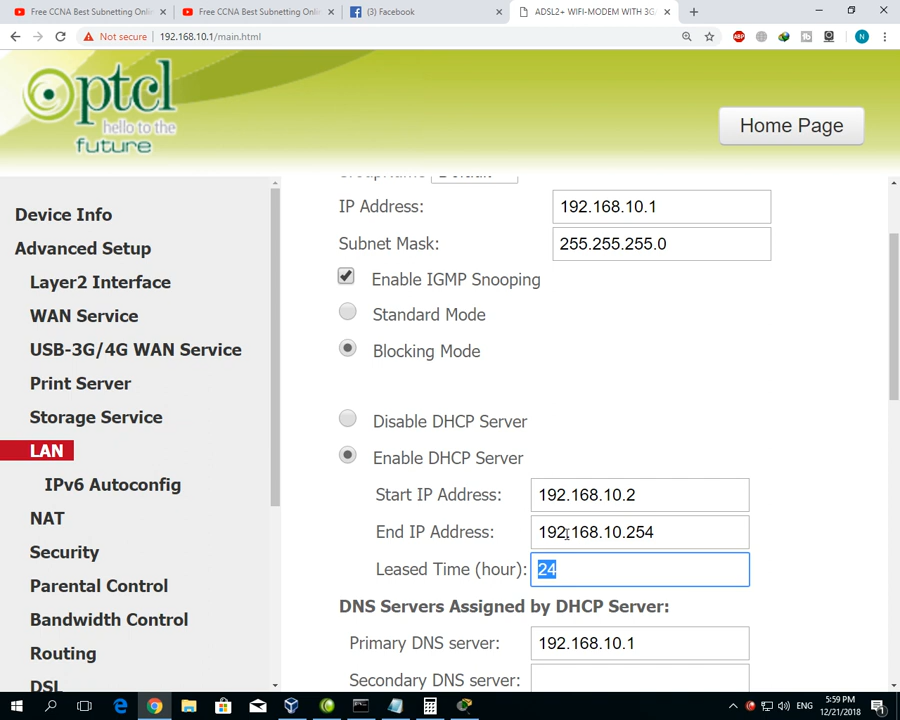 Free CCNA Best Subnetting Onlin
Free CCNA Best Subnetting Onlin
(3) Facebook
ADSL2+ WIFI-MODEM WITH 3G/
Not secure
192.168.10.1/main.html
ABP
N
ptcl
hello to the
future
Home Page
Device Info
Advanced Setup
Layer2 Interface
WAN Service
USB-3G/4G WAN Service
Print Server
Storage Service
LAN
IPv6 Autoconfig
NAT
Security
Parental Control
Bandwidth Control
Routing
DSL
GroupName Default
IP Address: 192.168.10.1
Subnet Mask: 255.255.255.0
Enable IGMP Snooping
Standard Mode
Blocking Mode
Disable DHCP Server
Enable DHCP Server
Start IP Address: 192.168.10.2
End IP Address: 192.168.10.254
Leased Time (hour): 24
DNS Servers Assigned by DHCP Server:
Primary DNS server: 192.168.10.1
Secondary DNS server:
ENG
5:59 PM
12/21/2018
1